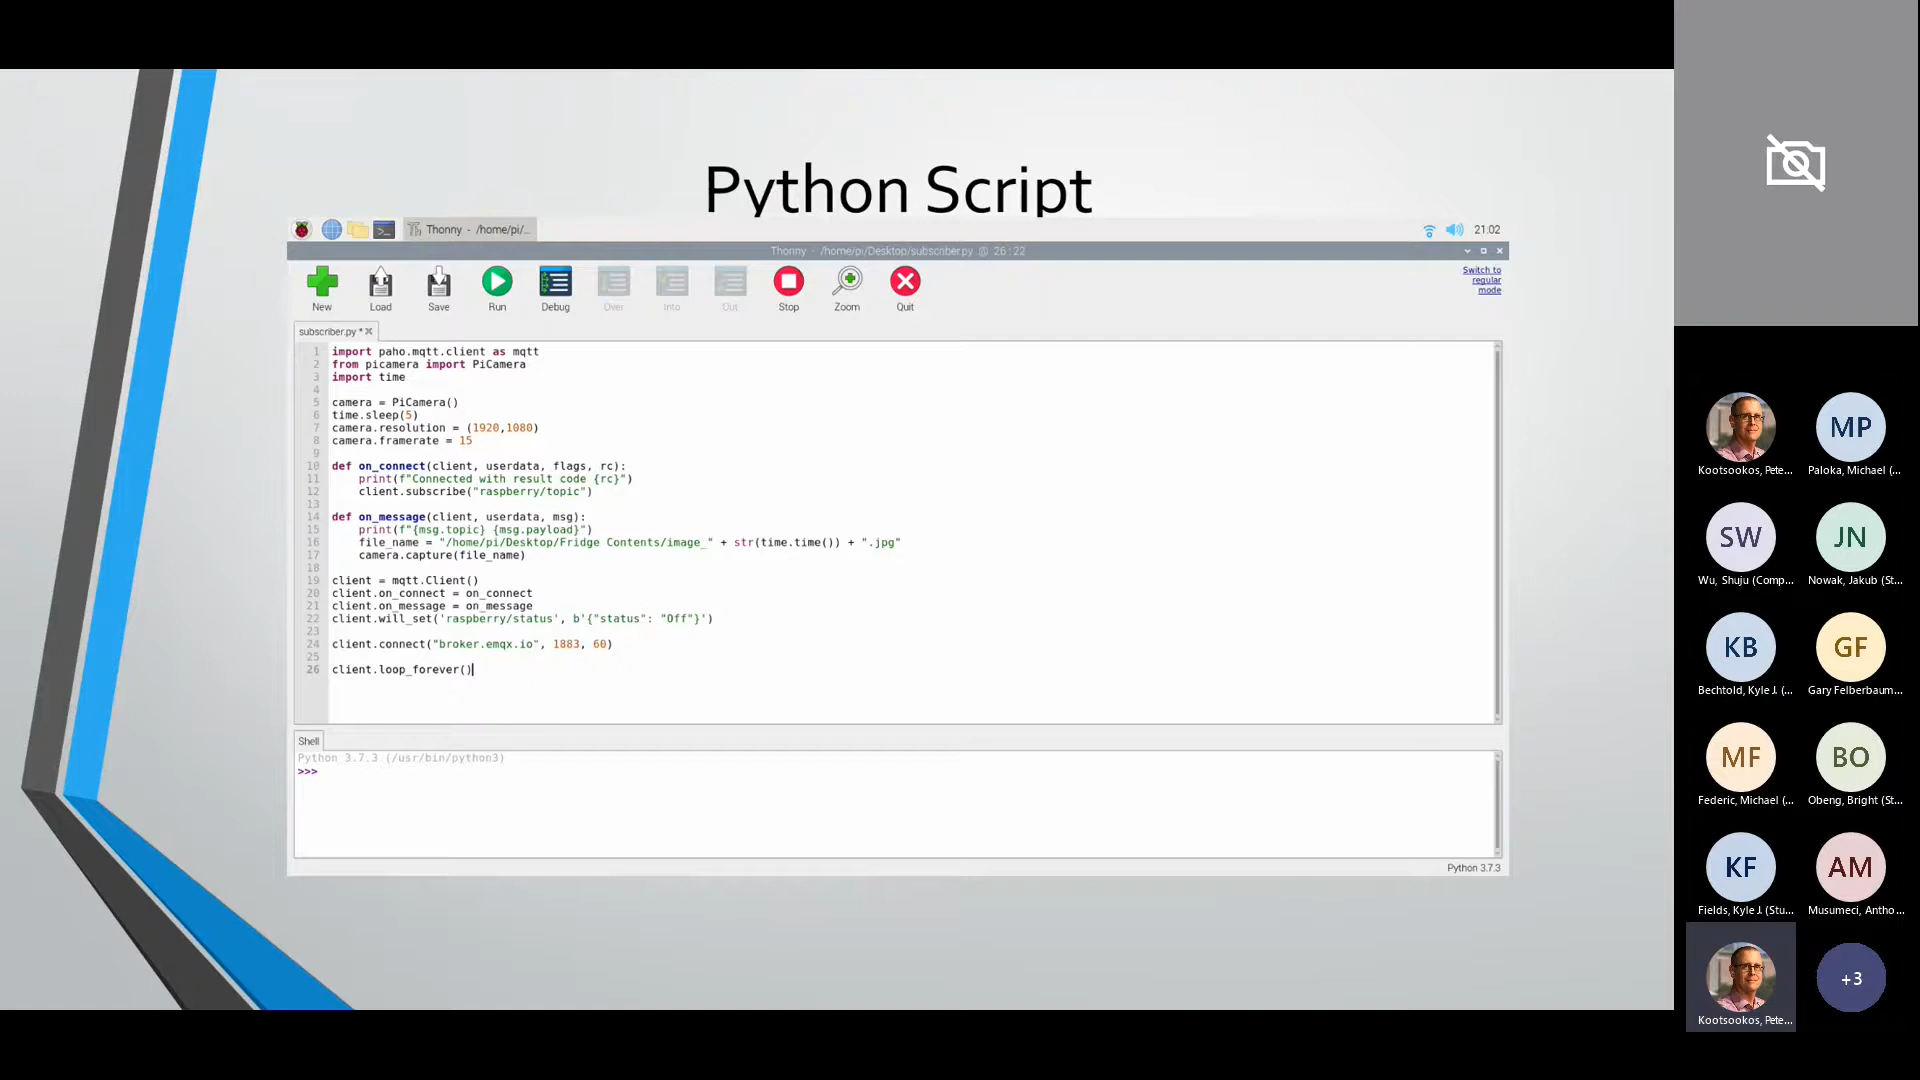 Python Script
Thonny - /home/pi/...
21:02
Thonny - /home/pi/Desktop/subscriber.py @ 26:22
New Load Save Run Debug Over Into Out Stop Zoom Quit
Switch to
regular
mode
subscriber.py *
1 import paho.mqtt.client as mqtt
2 from picamera import PiCamera
3 import time
4
5 camera = PiCamera()
6 time.sleep(5)
7 camera.resolution = (1920,1080)
8 camera.framerate = 15
9
10 def on_connect(client, userdata, flags, rc):
11     print(f"Connected with result code {rc}")
12     client.subscribe("raspberry/topic")
13
14 def on_message(client, userdata, msg):
15     print(f"{msg.topic} {msg.payload}")
16     file_name = "/home/pi/Desktop/Fridge Contents/image_" + str(time.time()) + ".jpg"
17     camera.capture(file_name)
18
19 client = mqtt.Client()
20 client.on_connect = on_connect
21 client.on_message = on_message
22 client.will_set('raspberry/status', b'{"status": "Off"}')
23
24 client.connect("broker.emqx.io", 1883, 60)
25
26 client.loop_forever()
Shell
Python 3.7.3 (/usr/bin/python3)
>>>
Python 3.7.3
MP
Kootsookos, Pete... Paloka, Michael (...
SW JN
Wu, Shuju (Comp... Nowak, Jakub (St...
KB GF
Bechtold, Kyle J. (... Gary Felberbaum...
MF BO
Federic, Michael (... Obeng, Bright (St...
KF AM
Fields, Kyle J. (Stu... Musumeci, Antho...
+3
Kootsookos, Pete...